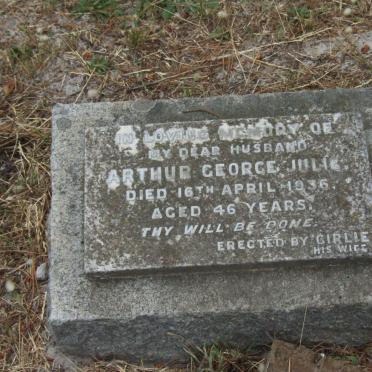 IN LOVING MEMORY OF
MY DEAR HUSBAND
ARTHUR GEORGE JULIE.
DIED 16TH APRIL 1936.
AGED 46 YEARS.
THY WILL BE DONE.
ERECTED BY GIRLIE
HIS WIFE